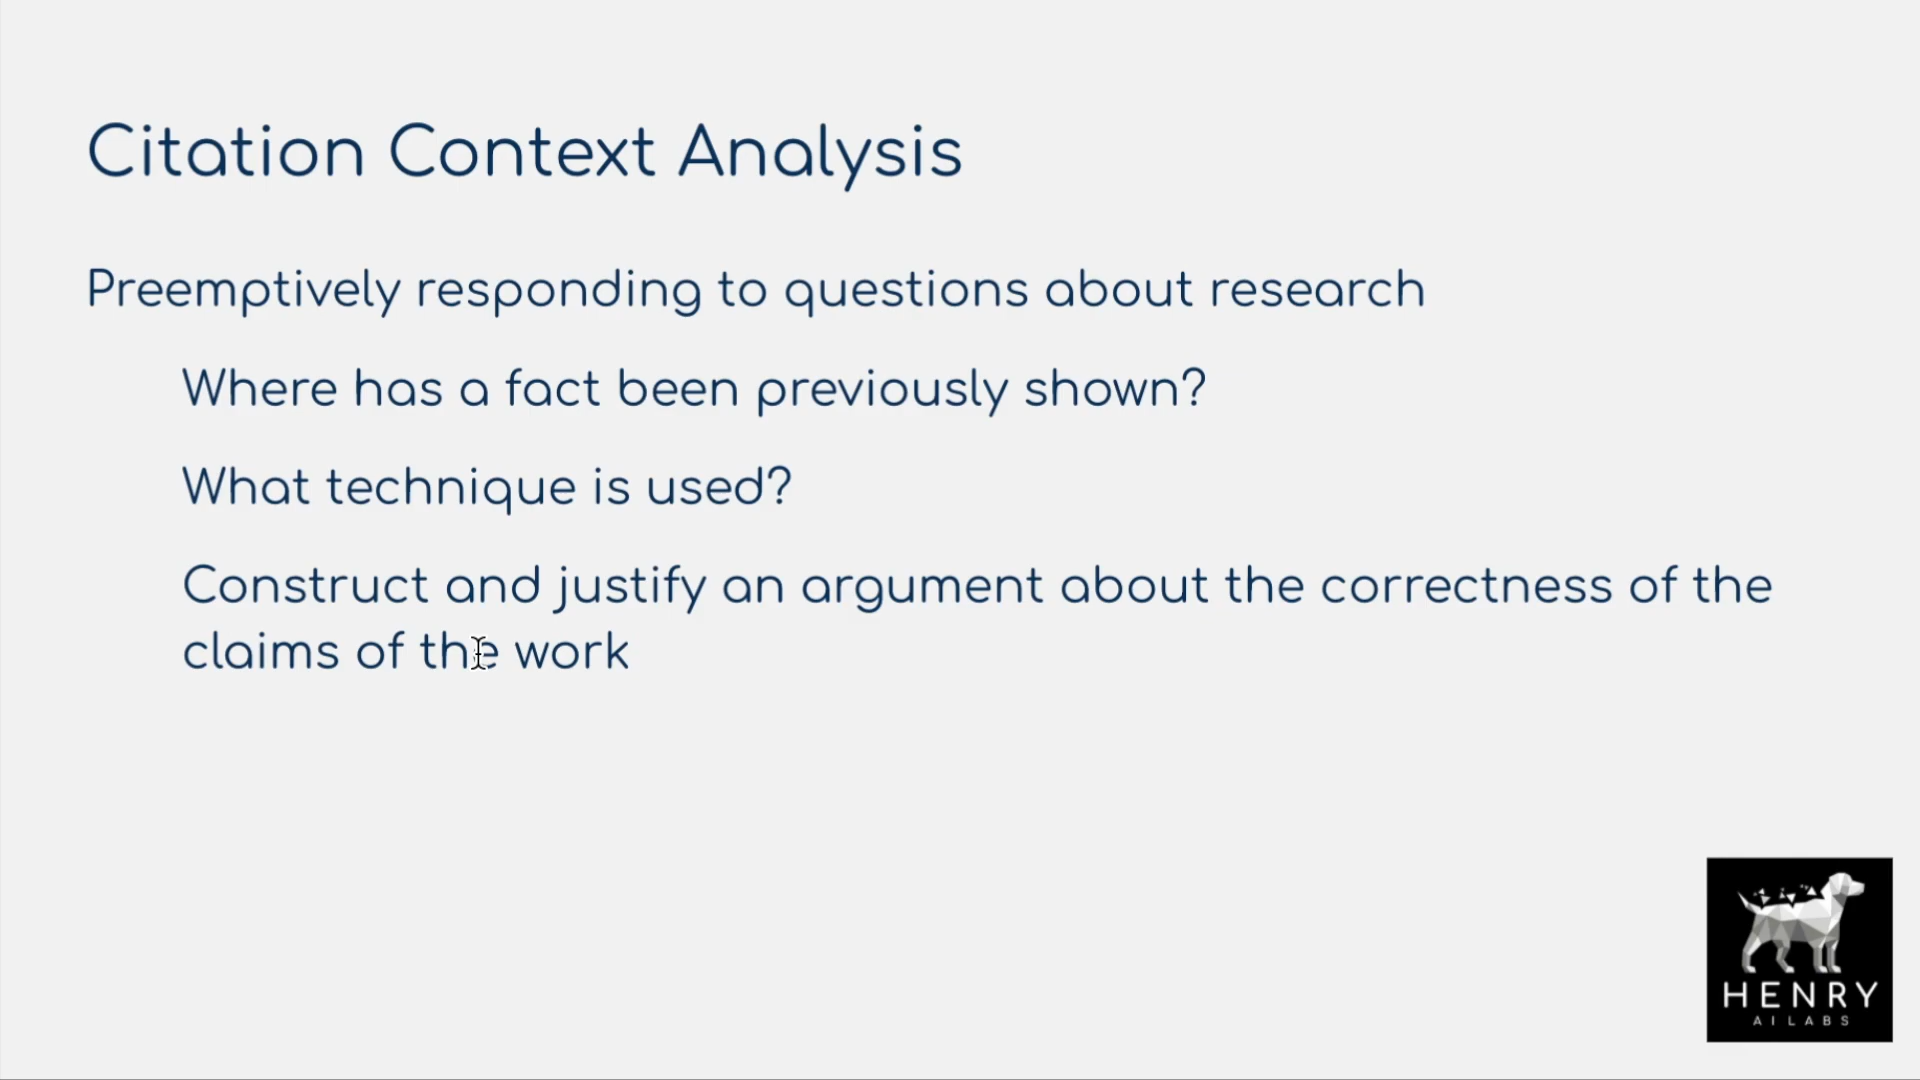 Citation Context Analysis
Preemptively responding to questions about research
Where has a fact been previously shown?
What technique is used?
Construct and justify an argument about the correctness of the
claims of the work
HENRY
AI LABS